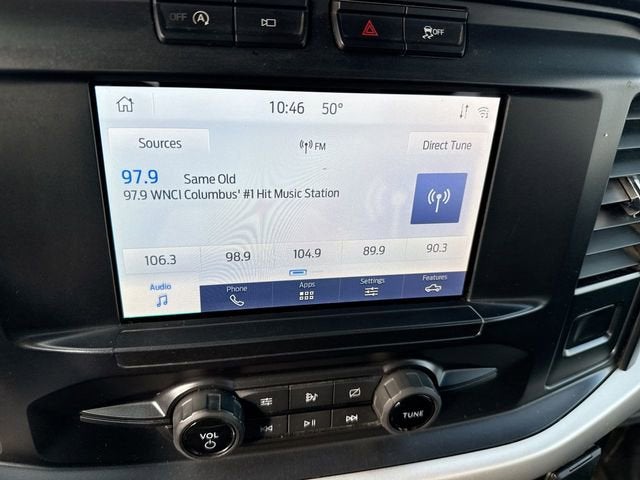 OFF A
OFF
10:46 50°
Sources FM Direct Tune
97.9 Same Old
97.9 WNCI Columbus' #1 Hit Music Station
106.3 98.9 104.9 89.9 90.3
Audio Phone Apps Settings Features
VOL TUNE